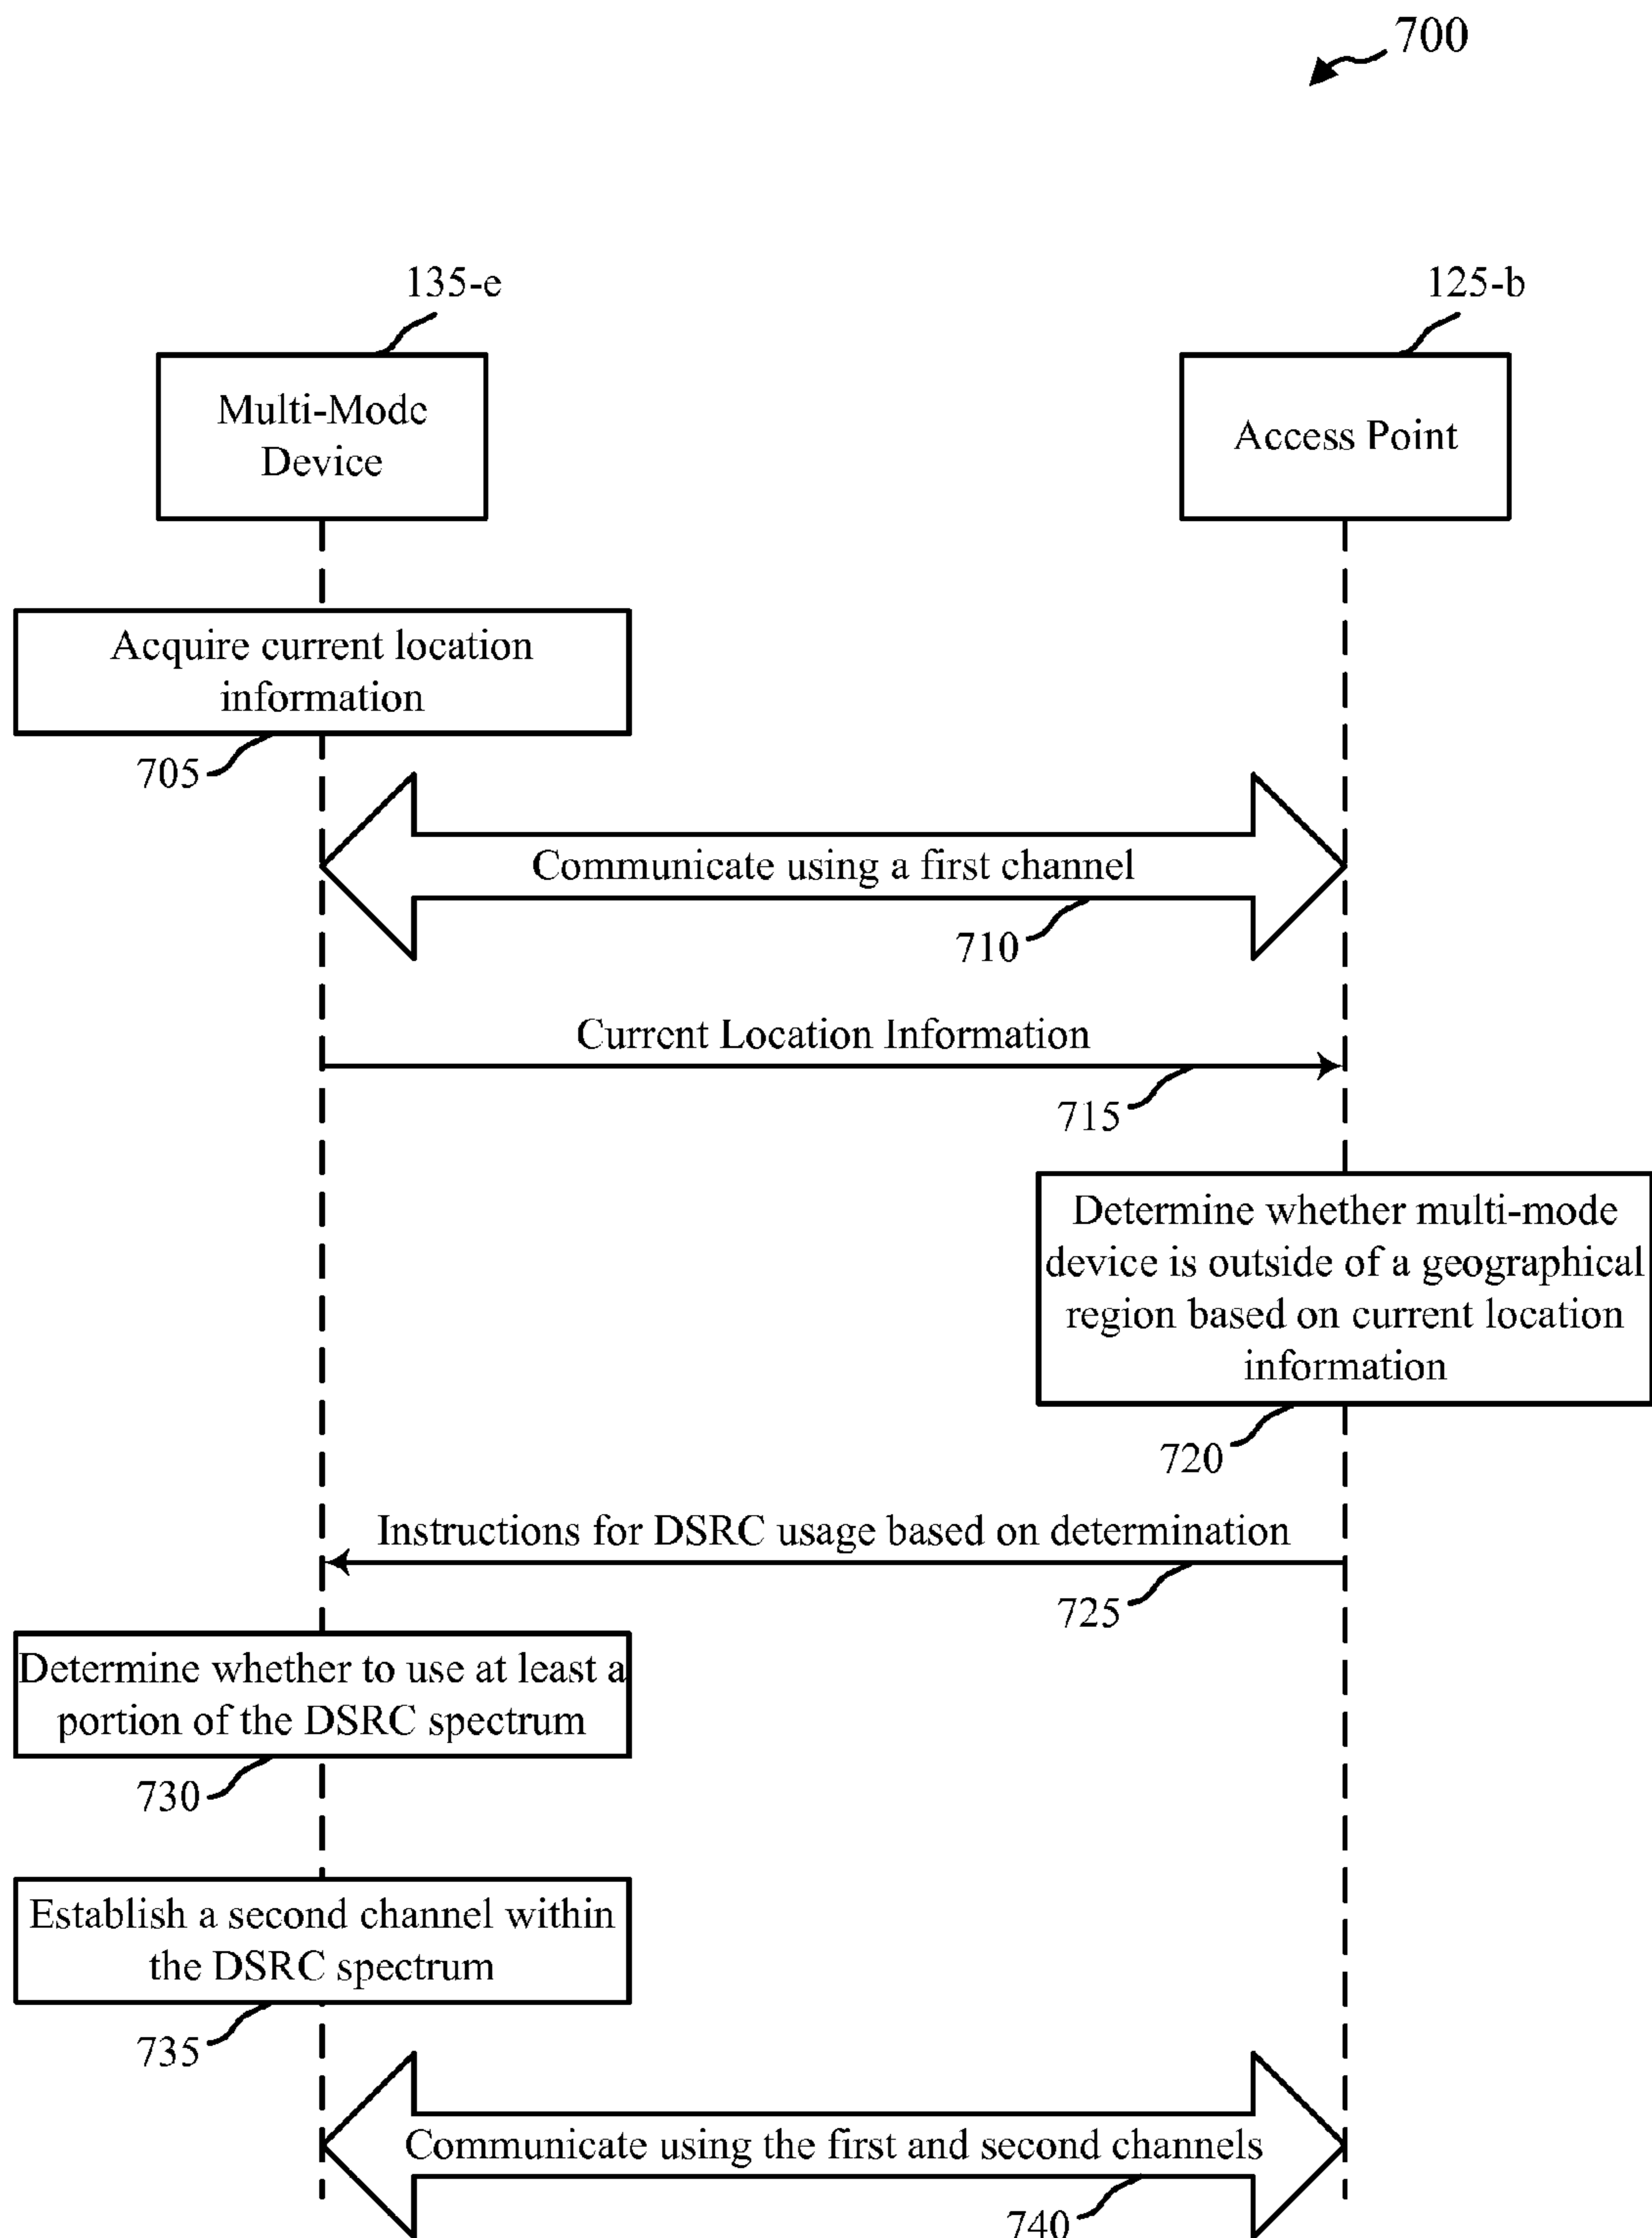 700
135-e
125-b
Multi-Mode
Device
Access Point
Acquire current location
information
705
Communicate using a first channel
710
Current Location Information
715
Determine whether multi-mode
device is outside of a geographical
region based on current location
information
720
Instructions for DSRC usage based on determination
725
Determine whether to use at least a
portion of the DSRC spectrum
730
Establish a second channel within
the DSRC spectrum
735
Communicate using the first and second channels
740